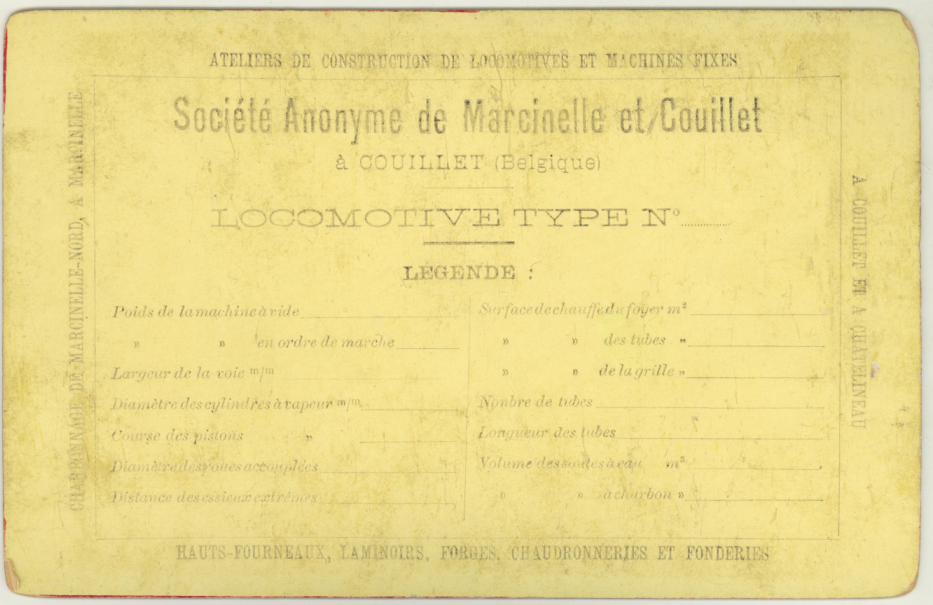 ATELIERS DE CONSTRUCTION DE LOCOMOTIVES ET MACHINES FIXES
Société Anonyme de Marcinelle et Couillet
à COUILLET (Belgique)
LOCOMOTIVE TYPE N°
LÉGENDE :
Poids de la machine à vide
» » en ordre de marche
Largeur de la voie m/m
Diamètre des cylindres à vapeur m/m
Course des pistons »
Diamètre des roues accouplées
Distance des essieux extrêmes
Surface de chauffe du foyer m²
» » des tubes »
» » de la grille »
Nonbre de tubes
Longueur des tubes
Volume des soutes à eau m³
» » à charbon »
CHARBONNAGE DE MARCINELLE-NORD, A MARCINELLE
A COUILLET ET A CHATELINEAU
HAUTS-FOURNEAUX, LAMINOIRS, FORGES, CHAUDRONNERIES ET FONDERIES